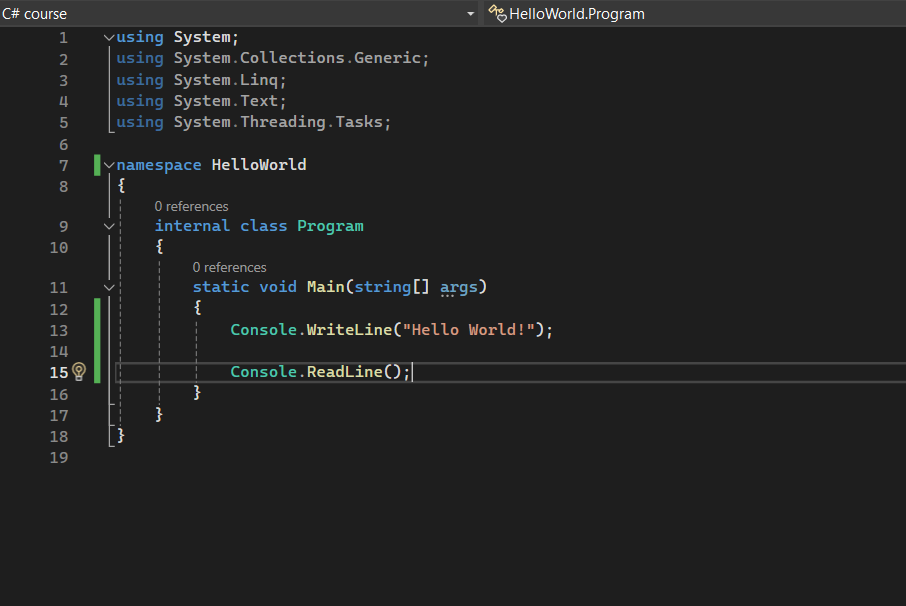 C# course
HelloWorld.Program
1 using System;
2 using System.Collections.Generic;
3 using System.Linq;
4 using System.Text;
5 using System.Threading.Tasks;
6
7 namespace HelloWorld
8 {
0 references
9 internal class Program
10 {
0 references
11 static void Main(string[] args)
12 {
13 Console.WriteLine("Hello World!");
14
15 Console.ReadLine();
16 }
17 }
18 }
19